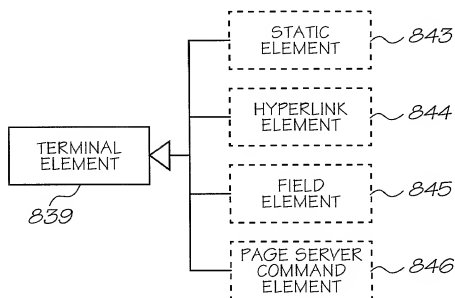 STATIC
ELEMENT
843
HYPERLINK
ELEMENT
844
TERMINAL
ELEMENT
839
FIELD
ELEMENT
845
PAGE SERVER
COMMAND
ELEMENT
846